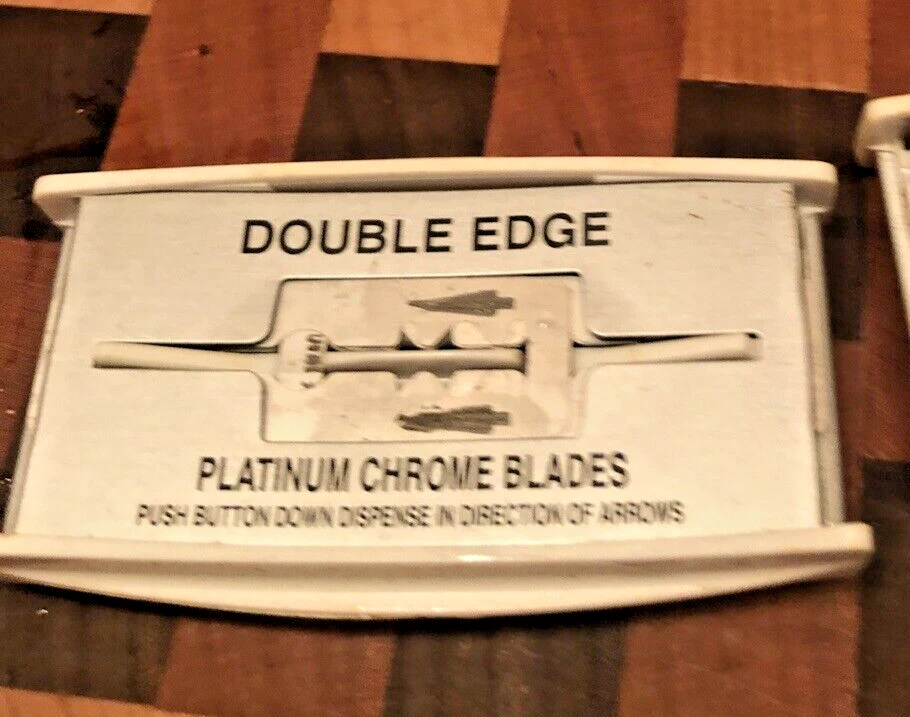 DOUBLE EDGE
PLATINUM CHROME BLADES
PUSH BUTTON DOWN DISPENSE IN DIRECTION OF ARROWS